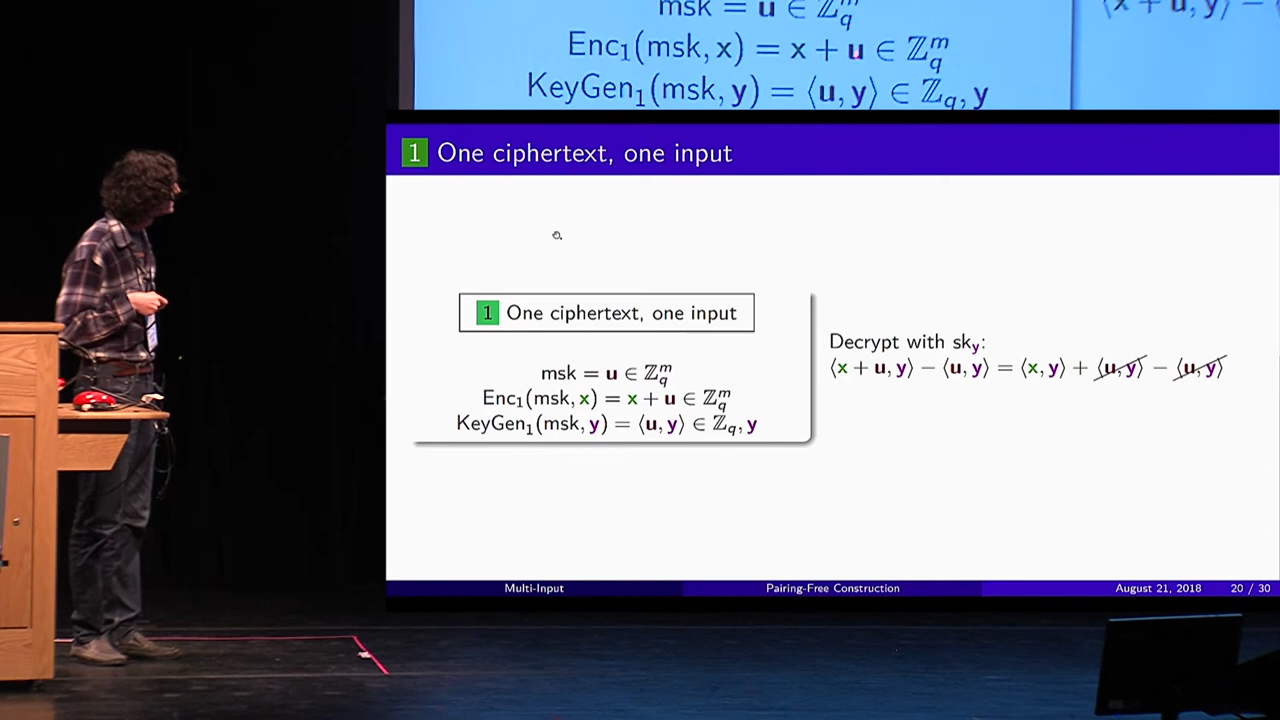 msk = u ∈ ℤ_q^m
⟨x + u, y⟩ −
Enc₁(msk, x) = x + u ∈ ℤ_q^m
KeyGen₁(msk, y) = ⟨u, y⟩ ∈ ℤ_q, y
1 One ciphertext, one input
1 One ciphertext, one input
msk = u ∈ ℤ_q^m
Enc₁(msk, x) = x + u ∈ ℤ_q^m
KeyGen₁(msk, y) = ⟨u, y⟩ ∈ ℤ_q, y
Decrypt with sk_y:
⟨x + u, y⟩ − ⟨u, y⟩ = ⟨x, y⟩ + ⟨u, y⟩ − ⟨u, y⟩
Multi-Input Pairing-Free Construction August 21, 2018 20 / 30